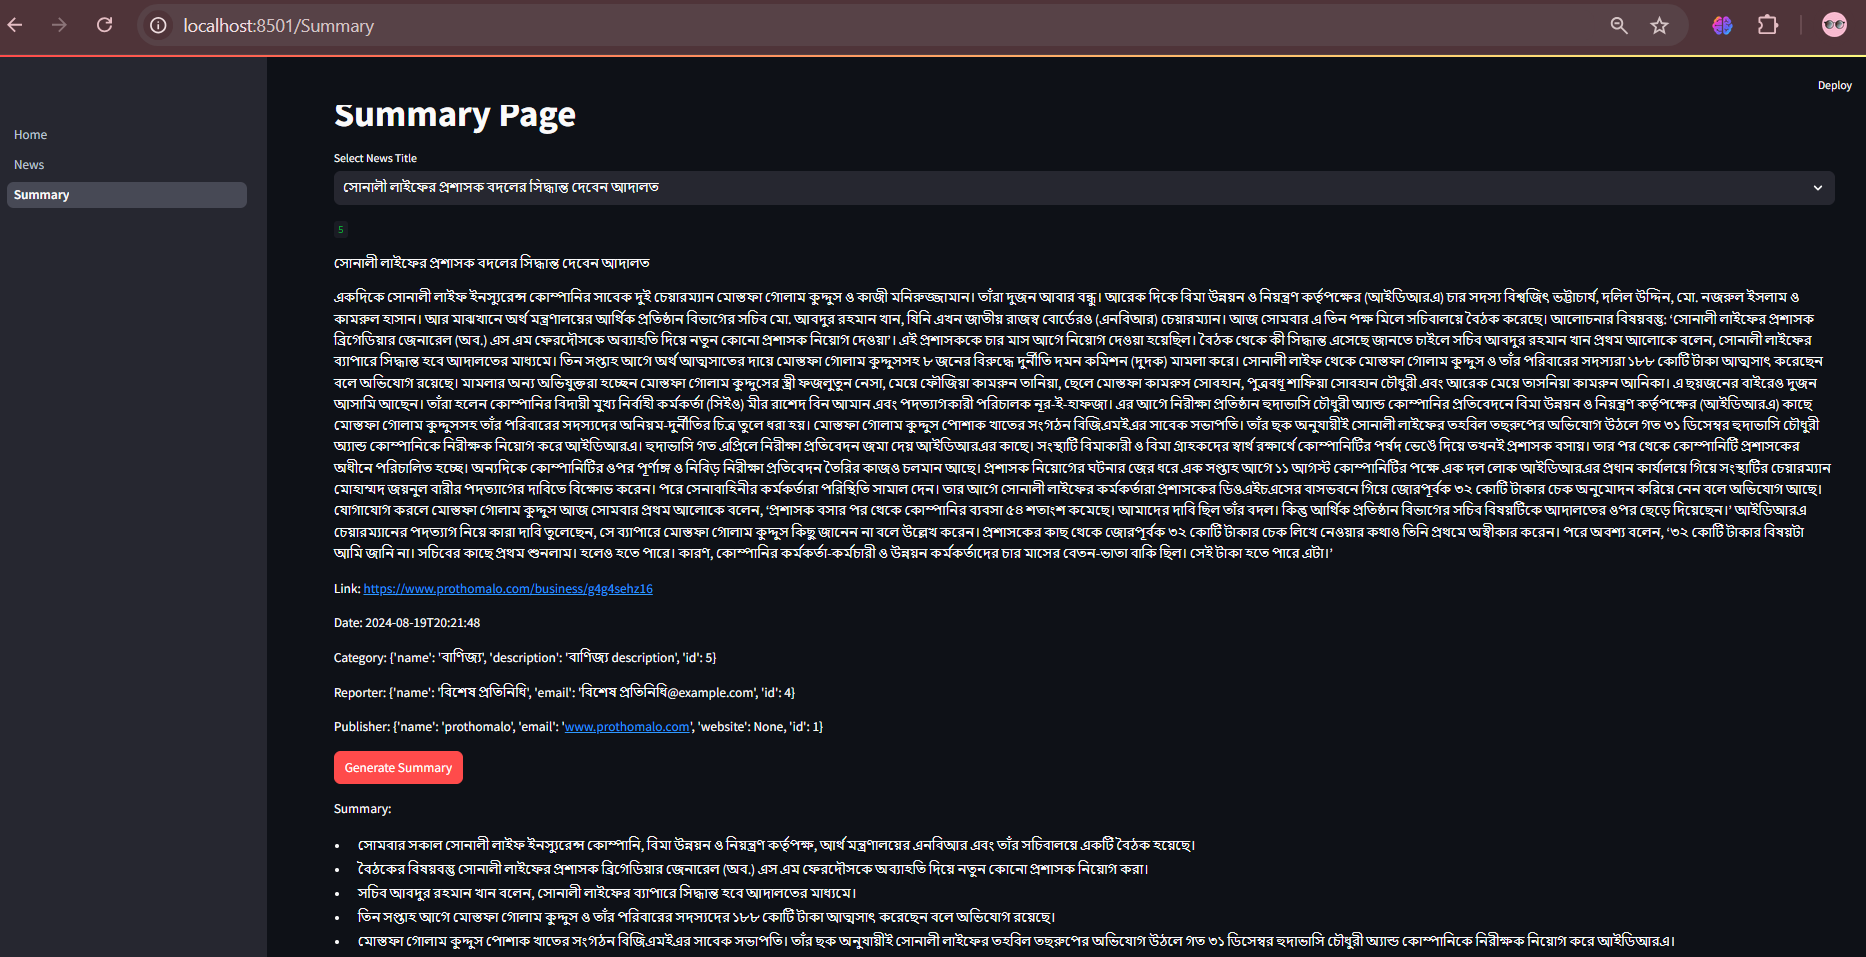 localhost:8501/Summary
Deploy
Home
News
Summary
Summary Page
Select News Title
সোনালী লাইফের প্রশাসক বদলের সিদ্ধান্ত দেবেন আদালত
5
সোনালী লাইফের প্রশাসক বদলের সিদ্ধান্ত দেবেন আদালত
একদিকে সোনালী লাইফ ইনস্যুরেন্স কোম্পানির সাবেক দুই চেয়ারম্যান মোস্তফা গোলাম কুদ্দুস ও কাজী মনিরুজ্জামান। তাঁরা দুজন আবার বন্ধু। আরেক দিকে বিমা উন্নয়ন ও নিয়ন্ত্রণ কর্তৃপক্ষের (আইডিআরএ) চার সদস্য বিশ্বজিৎ ভট্টাচার্য, দলিল উদ্দিন, মো. নজরুল ইসলাম ও
কামরুল হাসান। আর মাঝখানে অর্থ মন্ত্রণালয়ের আর্থিক প্রতিষ্ঠান বিভাগের সচিব মো. আবদুর রহমান খান, যিনি এখন জাতীয় রাজস্ব বোর্ডেরও (এনবিআর) চেয়ারম্যান। আজ সোমবার এ তিন পক্ষ মিলে সচিবালয়ে বৈঠক করেছে। আলোচনার বিষয়বস্তু: ‘সোনালী লাইফের প্রশাসক
ব্রিগেডিয়ার জেনারেল (অব.) এস এম ফেরদৌসকে অব্যাহতি দিয়ে নতুন কোনো প্রশাসক নিয়োগ দেওয়া’। এই প্রশাসককে চার মাস আগে নিয়োগ দেওয়া হয়েছিল। বৈঠক থেকে কী সিদ্ধান্ত এসেছে জানতে চাইলে সচিব আবদুর রহমান খান প্রথম আলোকে বলেন, সোনালী লাইফের
ব্যাপারে সিদ্ধান্ত হবে আদালতের মাধ্যমে। তিন সপ্তাহ আগে অর্থ আত্মসাতের দায়ে মোস্তফা গোলাম কুদ্দুসসহ ৮ জনের বিরুদ্ধে দুর্নীতি দমন কমিশন (দুদক) মামলা করে। সোনালী লাইফ থেকে মোস্তফা গোলাম কুদ্দুস ও তাঁর পরিবারের সদস্যরা ১৮৮ কোটি টাকা আত্মসাৎ করেছেন
বলে অভিযোগ রয়েছে। মামলার অন্য অভিযুক্তরা হচ্ছেন মোস্তফা গোলাম কুদ্দুসের স্ত্রী ফজলুতুন নেসা, মেয়ে ফৌজিয়া কামরুন তানিয়া, ছেলে মোস্তফা কামরুস সোবহান, পুত্রবধূ শাফিয়া সোবহান চৌধুরী এবং আরেক মেয়ে তাসনিয়া কামরুন আনিকা। এ ছয়জনের বাইরেও দুজন
আসামি আছেন। তাঁরা হলেন কোম্পানির বিদায়ী মুখ্য নির্বাহী কর্মকর্তা (সিইও) মীর রাশেদ বিন আমান এবং পদত্যাগকারী পরিচালক নূর-ই-হাফজা। এর আগে নিরীক্ষা প্রতিষ্ঠান হুদাভাসি চৌধুরী অ্যান্ড কোম্পানির প্রতিবেদনে বিমা উন্নয়ন ও নিয়ন্ত্রণ কর্তৃপক্ষের (আইডিআরএ) কাছে
মোস্তফা গোলাম কুদ্দুসসহ তাঁর পরিবারের সদস্যদের অনিয়ম-দুর্নীতির চিত্র তুলে ধরা হয়। মোস্তফা গোলাম কুদ্দুস পোশাক খাতের সংগঠন বিজিএমইএর সাবেক সভাপতি। তাঁর ছক অনুযায়ীই সোনালী লাইফের তহবিল তছরুপের অভিযোগ উঠলে গত ৩১ ডিসেম্বর হুদাভাসি চৌধুরী
অ্যান্ড কোম্পানিকে নিরীক্ষক নিয়োগ করে আইডিআরএ। হুদাভাসি গত এপ্রিলে নিরীক্ষা প্রতিবেদন জমা দেয় আইডিআরএর কাছে। সংস্থাটি বিমাকারী ও বিমা গ্রাহকদের স্বার্থ রক্ষার্থে কোম্পানিটির পর্ষদ ভেঙে দিয়ে তখনই প্রশাসক বসায়। তার পর থেকে কোম্পানিটি প্রশাসকের
অধীনে পরিচালিত হচ্ছে। অন্যদিকে কোম্পানিটির ওপর পূর্ণাঙ্গ ও নিবিড় নিরীক্ষা প্রতিবেদন তৈরির কাজও চলমান আছে। প্রশাসক নিয়োগের ঘটনার জের ধরে এক সপ্তাহ আগে ১১ আগস্ট কোম্পানিটির পক্ষে এক দল লোক আইডিআরএর প্রধান কার্যালয়ে গিয়ে সংস্থাটির চেয়ারম্যান
মোহাম্মদ জয়নুল বারীর পদত্যাগের দাবিতে বিক্ষোভ করেন। পরে সেনাবাহিনীর কর্মকর্তারা পরিস্থিতি সামাল দেন। তার আগে সোনালী লাইফের কর্মকর্তারা প্রশাসকের ডিওএইচএসের বাসভবনে গিয়ে জোরপূর্বক ৩২ কোটি টাকার চেক অনুমোদন করিয়ে নেন বলে অভিযোগ আছে।
যোগাযোগ করলে মোস্তফা গোলাম কুদ্দুস আজ সোমবার প্রথম আলোকে বলেন, ‘প্রশাসক বসার পর থেকে কোম্পানির ব্যবসা ৫৪ শতাংশ কমেছে। আমাদের দাবি ছিল তাঁর বদল। কিন্তু আর্থিক প্রতিষ্ঠান বিভাগের সচিব বিষয়টিকে আদালতের ওপর ছেড়ে দিয়েছেন।’ আইডিআরএ
চেয়ারম্যানের পদত্যাগ নিয়ে কারা দাবি তুলেছেন, সে ব্যাপারে মোস্তফা গোলাম কুদ্দুস কিছু জানেন না বলে উল্লেখ করেন। প্রশাসকের কাছ থেকে জোরপূর্বক ৩২ কোটি টাকার চেক লিখে নেওয়ার কথাও তিনি প্রথমে অস্বীকার করেন। পরে অবশ্য বলেন, ‘৩২ কোটি টাকার বিষয়টা
আমি জানি না। সচিবের কাছে প্রথম শুনলাম। হলেও হতে পারে। কারণ, কোম্পানির কর্মকর্তা-কর্মচারী ও উন্নয়ন কর্মকর্তাদের চার মাসের বেতন-ভাতা বাকি ছিল। সেই টাকা হতে পারে এটা।’
Link: https://www.prothomalo.com/business/g4g4sehz16
Date: 2024-08-19T20:21:48
Category: {'name': 'বাণিজ্য', 'description': 'বাণিজ্য description', 'id': 5}
Reporter: {'name': 'বিশেষ প্রতিনিধি', 'email': 'বিশেষ প্রতিনিধি@example.com', 'id': 4}
Publisher: {'name': 'prothomalo', 'email': 'www.prothomalo.com', 'website': None, 'id': 1}
Generate Summary
Summary:
• সোমবার সকাল সোনালী লাইফ ইনস্যুরেন্স কোম্পানি, বিমা উন্নয়ন ও নিয়ন্ত্রণ কর্তৃপক্ষ, আর্থ মন্ত্রণালয়ের এনবিআর এবং তাঁর সচিবালয়ে একটি বৈঠক হয়েছে।
• বৈঠকের বিষয়বস্তু সোনালী লাইফের প্রশাসক ব্রিগেডিয়ার জেনারেল (অব.) এস এম ফেরদৌসকে অব্যাহতি দিয়ে নতুন কোনো প্রশাসক নিয়োগ করা।
• সচিব আবদুর রহমান খান বলেন, সোনালী লাইফের ব্যাপারে সিদ্ধান্ত হবে আদালতের মাধ্যমে।
• তিন সপ্তাহ আগে মোস্তফা গোলাম কুদ্দুস ও তাঁর পরিবারের সদস্যদের ১৮৮ কোটি টাকা আত্মসাৎ করেছেন বলে অভিযোগ রয়েছে।
• মোস্তফা গোলাম কুদ্দুস পোশাক খাতের সংগঠন বিজিএমইএর সাবেক সভাপতি। তাঁর ছক অনুযায়ীই সোনালী লাইফের তহবিল তছরুপের অভিযোগ উঠলে গত ৩১ ডিসেম্বর হুদাভাসি চৌধুরী অ্যান্ড কোম্পানিকে নিরীক্ষক নিয়োগ করে আইডিআরএ।